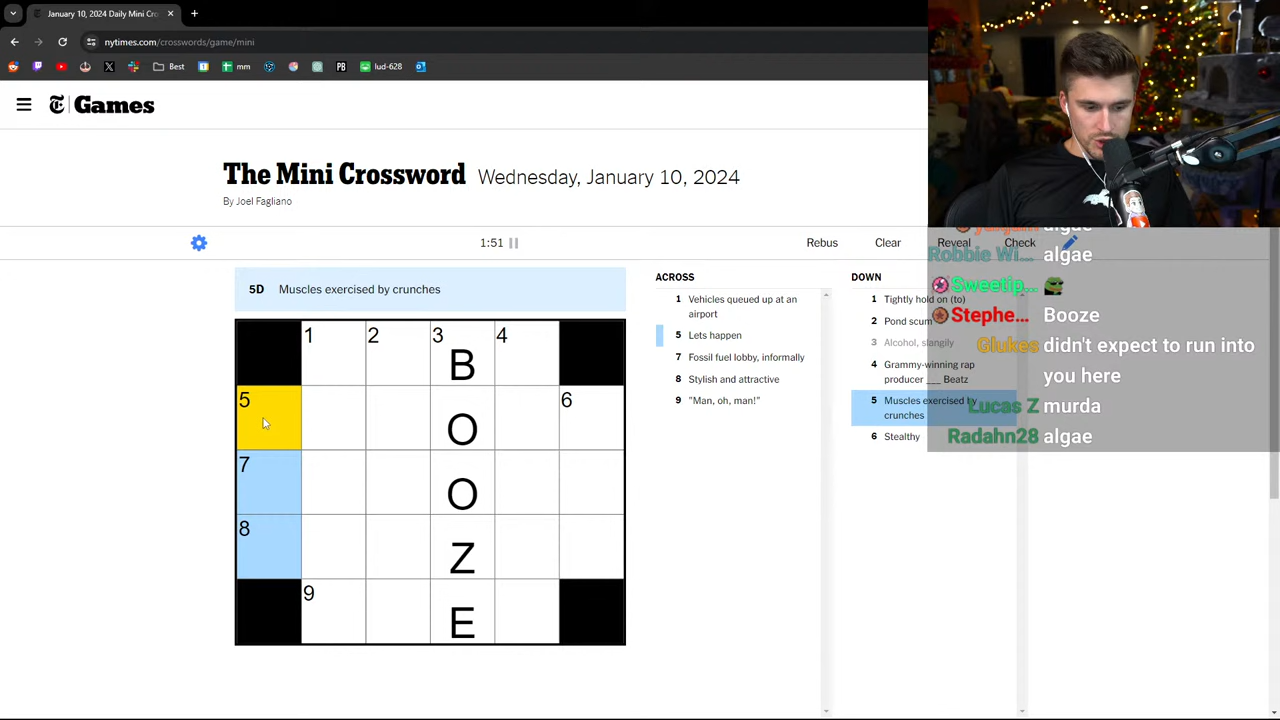 January 10, 2024 Daily Mini Cro
nytimes.com/crosswords/game/mini
Best
mm
PB
lud-628
Games
The Mini Crossword Wednesday, January 10, 2024
By Joel Fagliano
1:51
Rebus
Clear
Reveal
Check
5D Muscles exercised by crunches
1 2 3 4
B
5 6
O
7
O
8
Z
9
E
ACROSS
1 Vehicles queued up at an
airport
5 Lets happen
7 Fossil fuel lobby, informally
8 Stylish and attractive
9 "Man, oh, man!"
DOWN
1 Tightly hold on (to)
2 Pond scum
3 Alcohol, slangily
4 Grammy-winning rap
producer ___ Beatz
5 Muscles exercised by
crunches
6 Stealthy
algae
Robbie Wi... algae
Sweetip...
Stephe... Booze
Glukes didn't expect to run into
you here
Lucas Z murda
Radahn28 algae